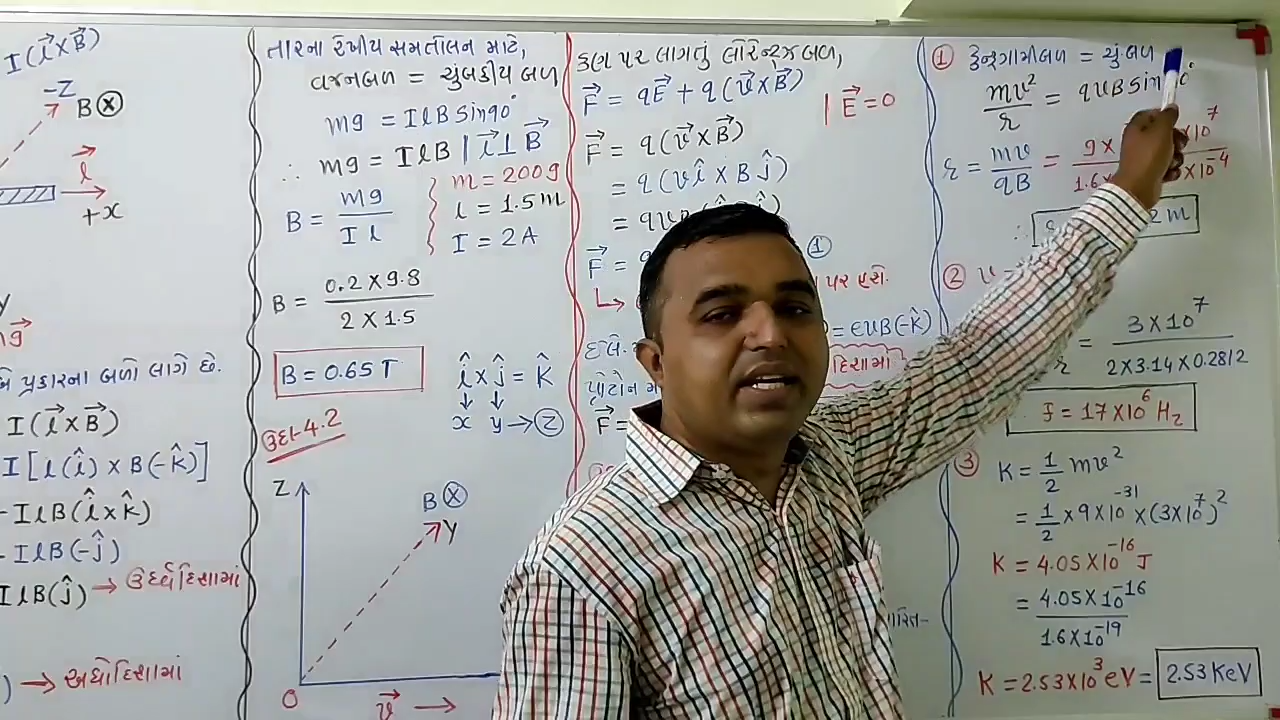 I(l⃗×B⃗)
-Z
B ⓧ
l⃗
+x
Y
g⃗
પ્રકારના બળો લાગે છે.
I(l⃗×B⃗)
I[l(î)×B(-k̂)]
-IlB(î×k̂)
-IlB(-ĵ)
IlB(ĵ) → ઉર્ધ્વદિશામાં
) → અધોદિશામાં
તારના રેખીય સમતોલન માટે,
વજનબળ = ચુંબકીય બળ
mg = IlB Sin90°
∴ mg = IlB | l⃗⊥B⃗
B = mg / Il
m = 200g
l = 1.5m
I = 2A
B = 0.2×9.8 / 2×1.5
B = 0.65 T
î×ĵ = k̂
↓ ↓
x y → Ⓩ
ઉદા-4.2
Z
B ⓧ
Y
O
v⃗ →
કણ પર લાગતું લોરેન્ટ્ઝ બળ,
F⃗ = qE⃗ + q(v⃗×B⃗)
| E⃗ = 0
F⃗ = q(v⃗×B⃗)
= q(vî × Bĵ)
= qvB
F⃗ =
①
પર હશે.
ઇલે.
= evB(-k̂)
દિશામાં
પ્રોટોન
F⃗ =
① કેન્દ્રગામીબળ = ચું બળ
mv²/r = qvBSin90°
r = mv/qB = 9× ×10⁷ / 1.6× ×10⁻⁴
∴ 2 m
②
= 3×10⁷ / 2×3.14×0.2812
f = 17×10⁶ Hz
③ K = 1/2 mv²
= 1/2 ×9×10⁻³¹×(3×10⁷)²
K = 4.05×10⁻¹⁶ J
= 4.05×10⁻¹⁶ / 1.6×10⁻¹⁹
K = 2.53×10³ eV = 2.53 KeV